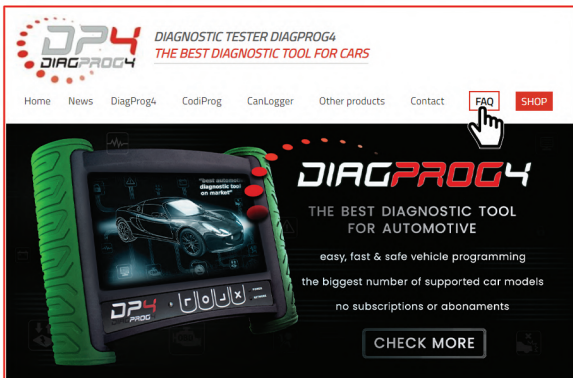 DP4
DIAGPROG4
DIAGNOSTIC TESTER DIAGPROG4
THE BEST DIAGNOSTIC TOOL FOR CARS
Home News DiagProg4 CodiProg CanLogger Other products Contact FAQ SHOP
"best automotive
diagnostic tool
on market"
DIAGPROG4
THE BEST DIAGNOSTIC TOOL
FOR AUTOMOTIVE
easy, fast & safe vehicle programming
the biggest number of supported car models
no subscriptions or abonaments
DP4
PROG
POWER
NETWORK
CHECK MORE